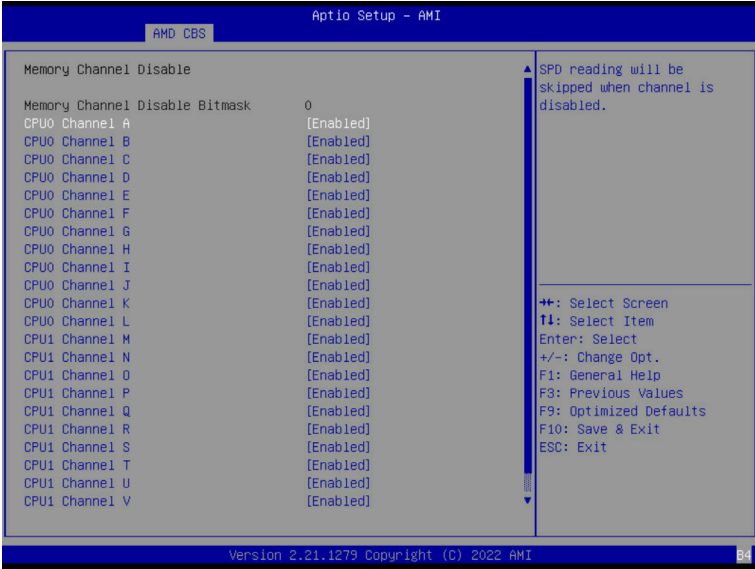 Aptio Setup – AMI
AMD CBS
Memory Channel Disable
Memory Channel Disable Bitmask 0
CPU0 Channel A [Enabled]
CPU0 Channel B [Enabled]
CPU0 Channel C [Enabled]
CPU0 Channel D [Enabled]
CPU0 Channel E [Enabled]
CPU0 Channel F [Enabled]
CPU0 Channel G [Enabled]
CPU0 Channel H [Enabled]
CPU0 Channel I [Enabled]
CPU0 Channel J [Enabled]
CPU0 Channel K [Enabled]
CPU0 Channel L [Enabled]
CPU1 Channel M [Enabled]
CPU1 Channel N [Enabled]
CPU1 Channel O [Enabled]
CPU1 Channel P [Enabled]
CPU1 Channel Q [Enabled]
CPU1 Channel R [Enabled]
CPU1 Channel S [Enabled]
CPU1 Channel T [Enabled]
CPU1 Channel U [Enabled]
CPU1 Channel V [Enabled]
SPD reading will be
skipped when channel is
disabled.
→←: Select Screen
↑↓: Select Item
Enter: Select
+/-: Change Opt.
F1: General Help
F3: Previous Values
F9: Optimized Defaults
F10: Save & Exit
ESC: Exit
Version 2.21.1279 Copyright (C) 2022 AMI
B4